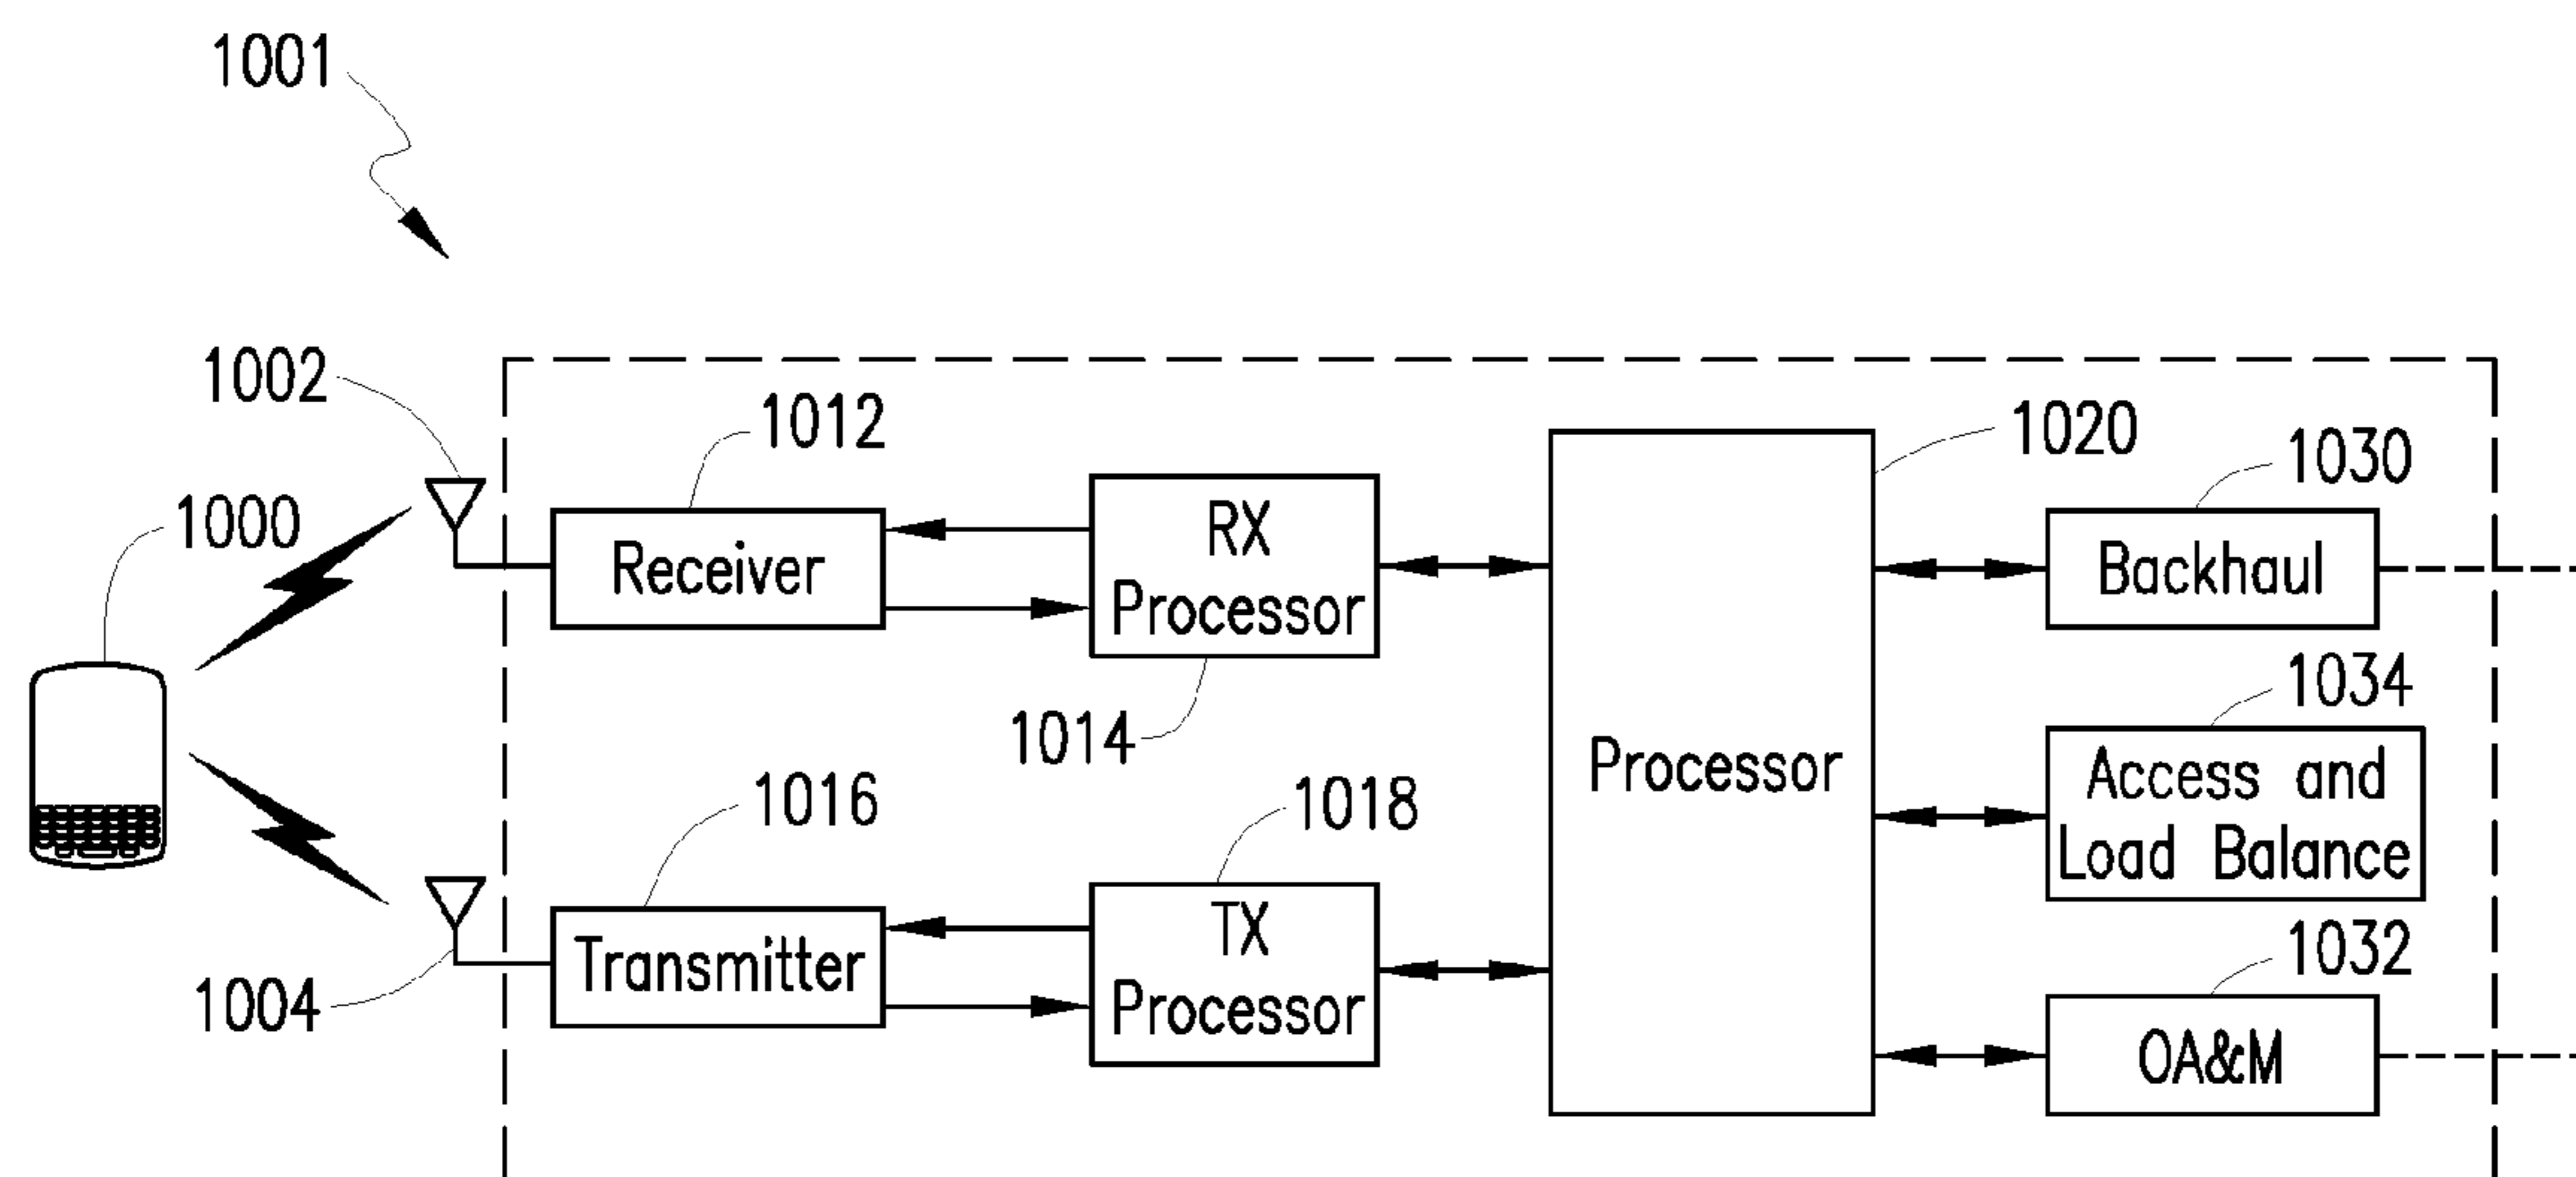 1001
1002
1012
1020
1030
1000
Receiver
RX
Processor
Backhaul
1014
1034
Processor
Access and
Load Balance
1016
1018
1004
Transmitter
TX
Processor
1032
OA&M